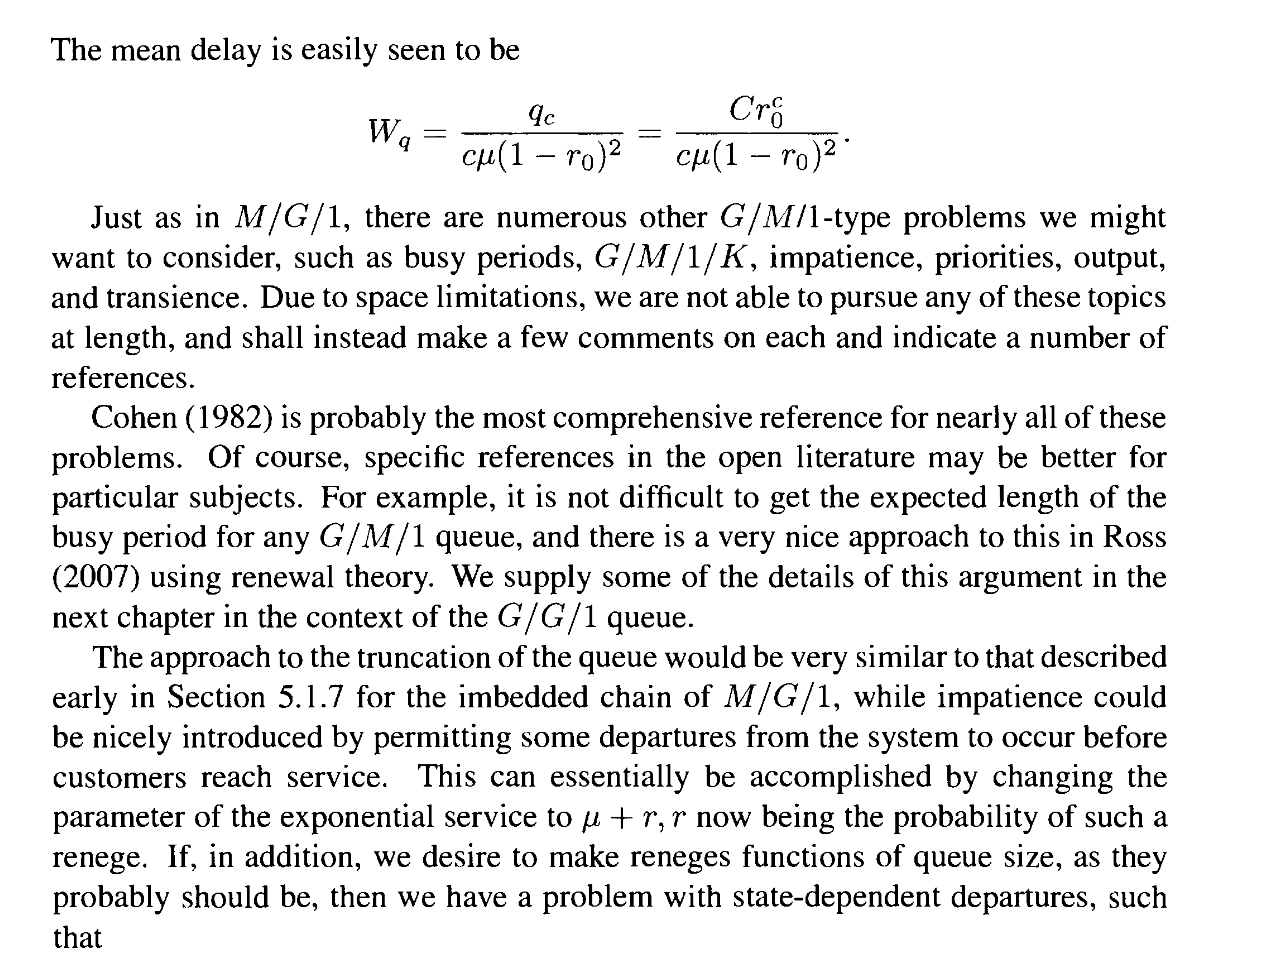 The mean delay is easily seen to be
W_q = \frac{q_c}{c\mu(1 - r_0)^2} = \frac{Cr_0^c}{c\mu(1 - r_0)^2}.
Just as in M/G/1, there are numerous other G/M/1-type problems we might
want to consider, such as busy periods, G/M/1/K, impatience, priorities, output,
and transience. Due to space limitations, we are not able to pursue any of these topics
at length, and shall instead make a few comments on each and indicate a number of
references.
Cohen (1982) is probably the most comprehensive reference for nearly all of these
problems. Of course, specific references in the open literature may be better for
particular subjects. For example, it is not difficult to get the expected length of the
busy period for any G/M/1 queue, and there is a very nice approach to this in Ross
(2007) using renewal theory. We supply some of the details of this argument in the
next chapter in the context of the G/G/1 queue.
The approach to the truncation of the queue would be very similar to that described
early in Section 5.1.7 for the imbedded chain of M/G/1, while impatience could
be nicely introduced by permitting some departures from the system to occur before
customers reach service. This can essentially be accomplished by changing the
parameter of the exponential service to μ + r, r now being the probability of such a
renege. If, in addition, we desire to make reneges functions of queue size, as they
probably should be, then we have a problem with state-dependent departures, such
that